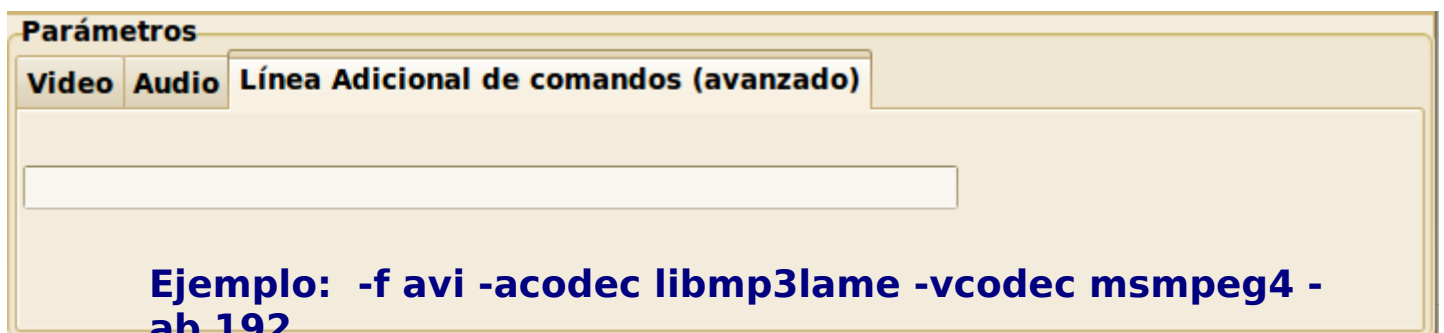 Parámetros
Video Audio Línea Adicional de comandos (avanzado)
Ejemplo: -f avi -acodec libmp3lame -vcodec msmpeg4 -
ab 192